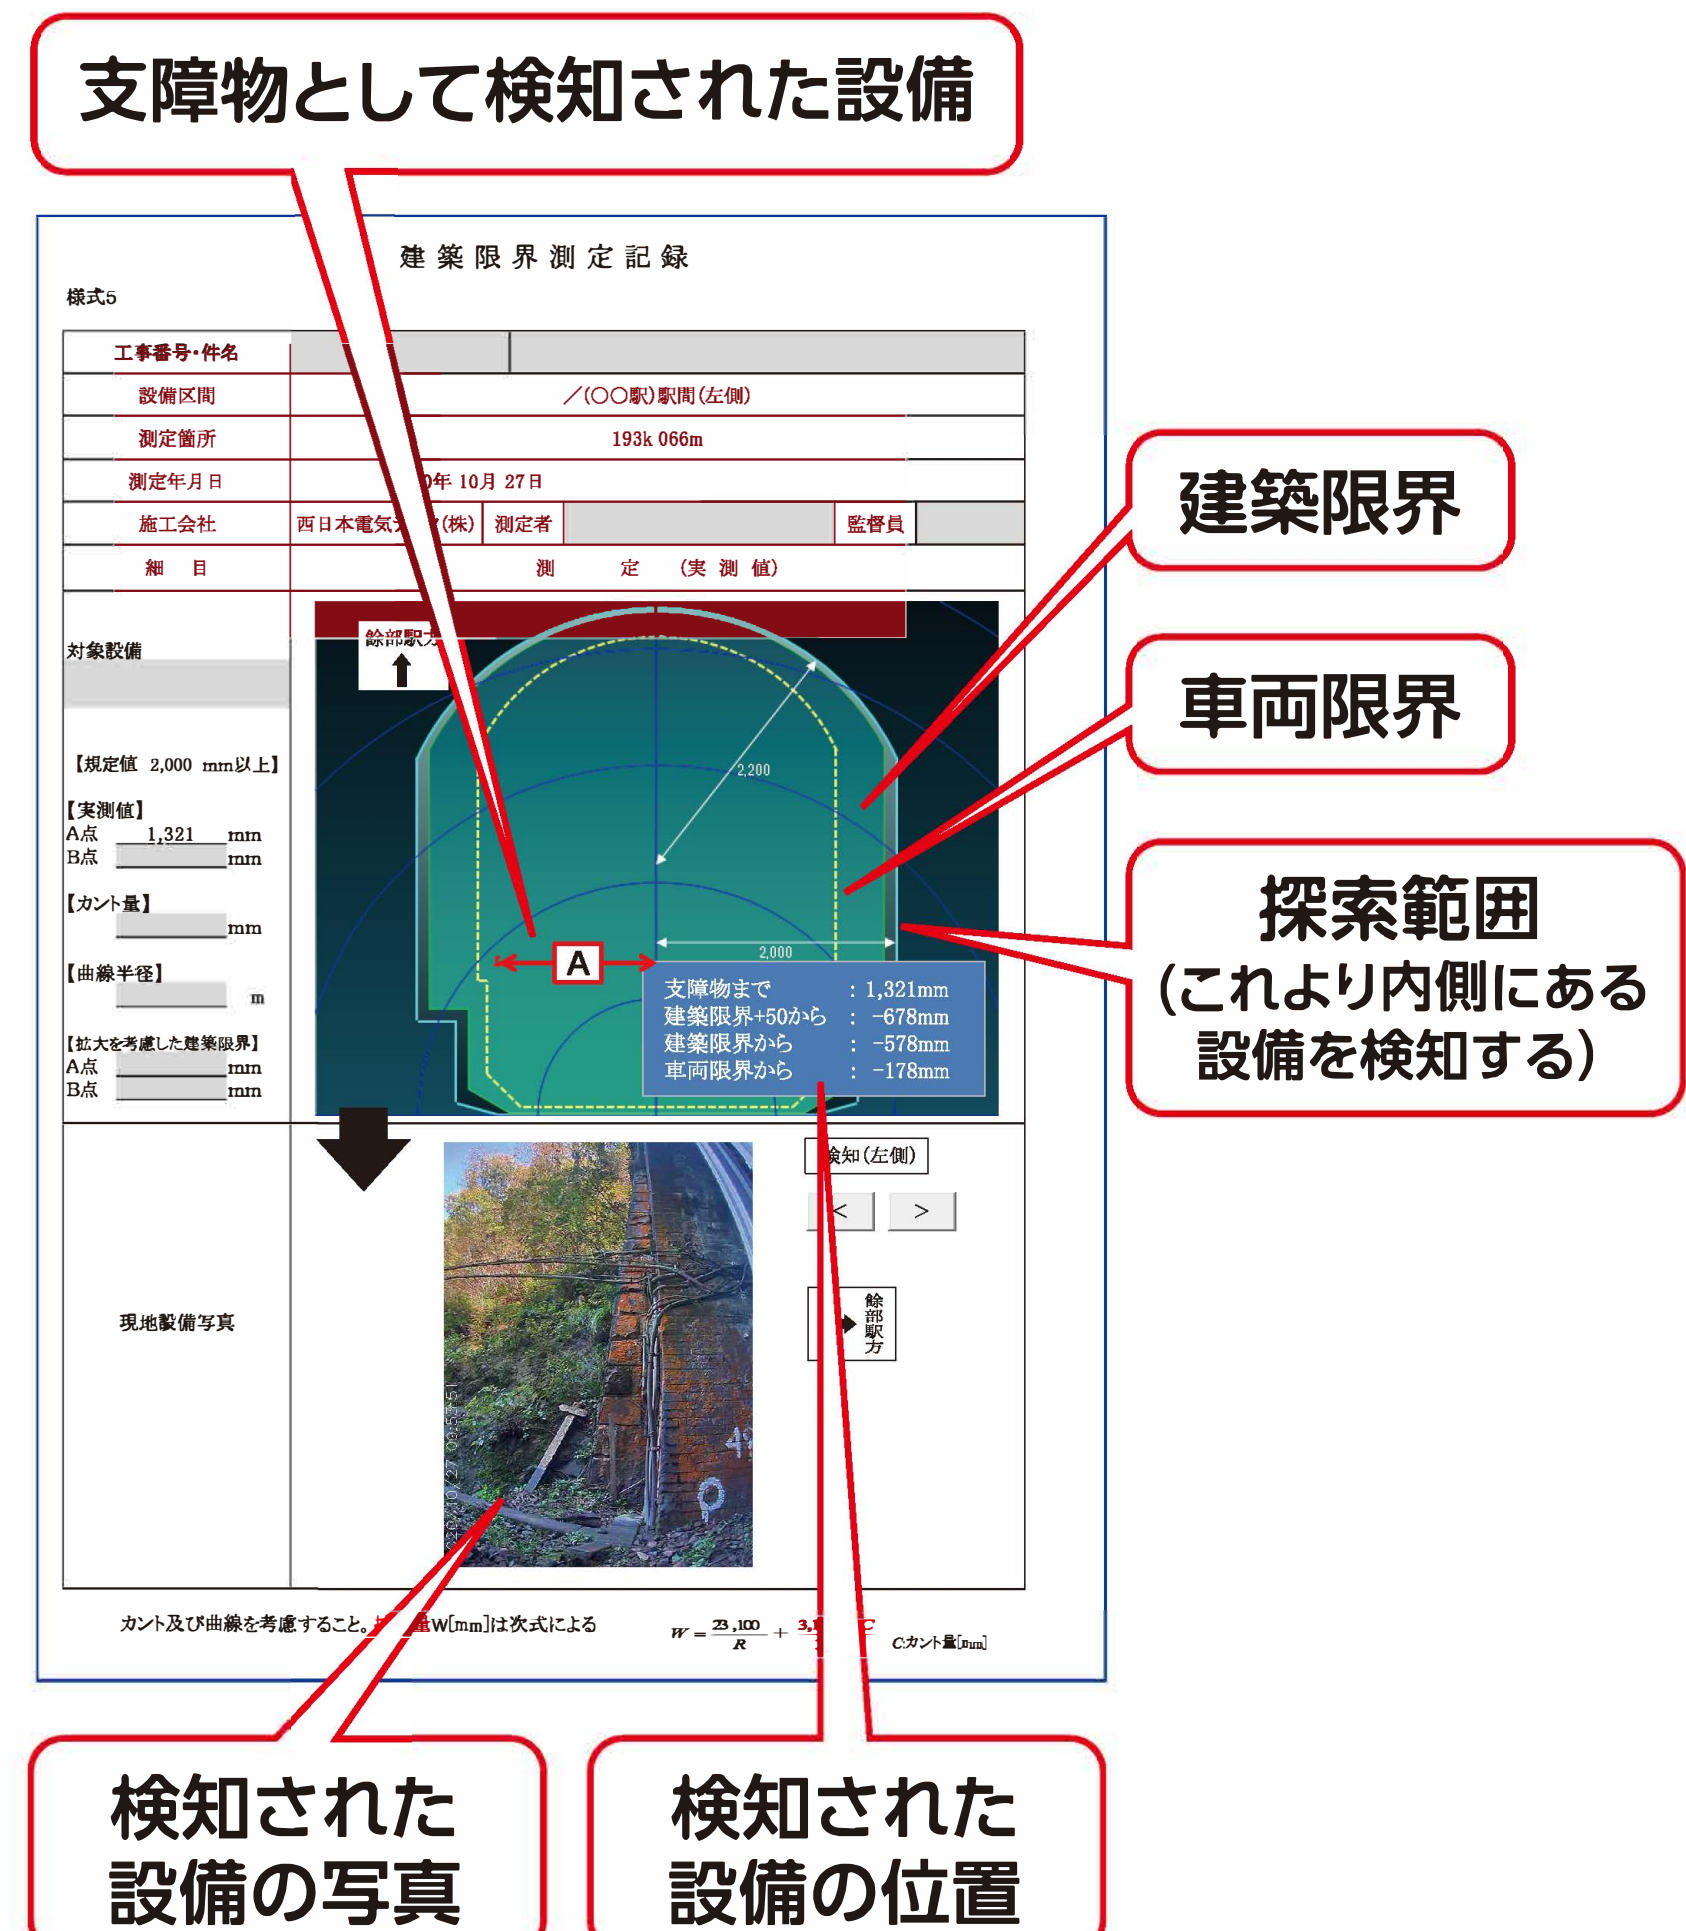 支障物として検知された設備
建築限界測定記録
様式5
工事番号・件名
設備区間 ／(〇〇駅)駅間(左側)
測定箇所 193k 066m
測定年月日 年 10月 27日
施工会社 西日本電気 (株) 測定者 監督員
細 目 測 定 (実 測 値)
餘部駅方
対象設備
【規定値 2,000 mm以上】
【実測値】
A点 1,321 mm
B点 mm
【カント量】
mm
【曲線半径】
m
【拡大を考慮した建築限界】
A点 mm
B点 mm
2,200
2,000
A
支障物まで : 1,321mm
建築限界+50から : -678mm
建築限界から : -578mm
車両限界から : -178mm
建築限界
車両限界
探索範囲
(これより内側にある
設備を検知する)
現地設備写真
検知(左側)
< >
餘部駅方
カント及び曲線を考慮すること。 量W[mm]は次式による
W = 23,100 / R + C C:カント量[mm]
検知された
設備の写真
検知された
設備の位置